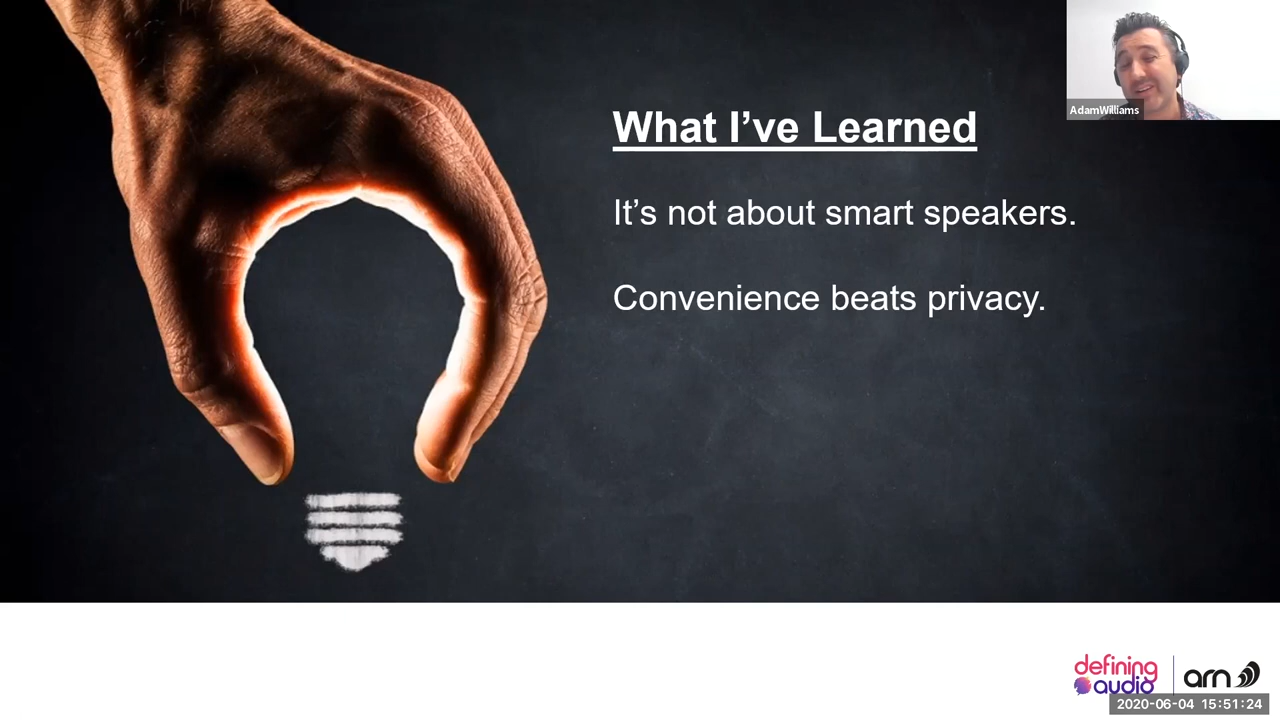 What I’ve Learned
AdamWilliams
It’s not about smart speakers.
Convenience beats privacy.
defining
audio
arn
2020-06-04 15:51:24